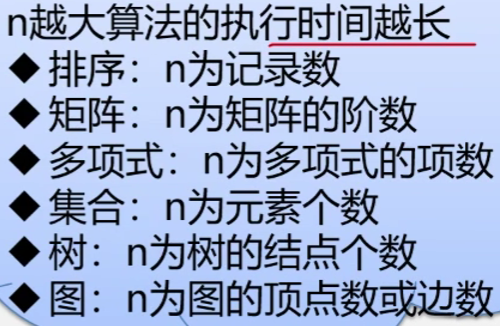 n越大算法的执行时间越长
◆排序：n为记录数
◆矩阵：n为矩阵的阶数
◆多项式：n为多项式的项数
◆集合：n为元素个数
◆树：n为树的结点个数
◆图：n为图的顶点数或边数